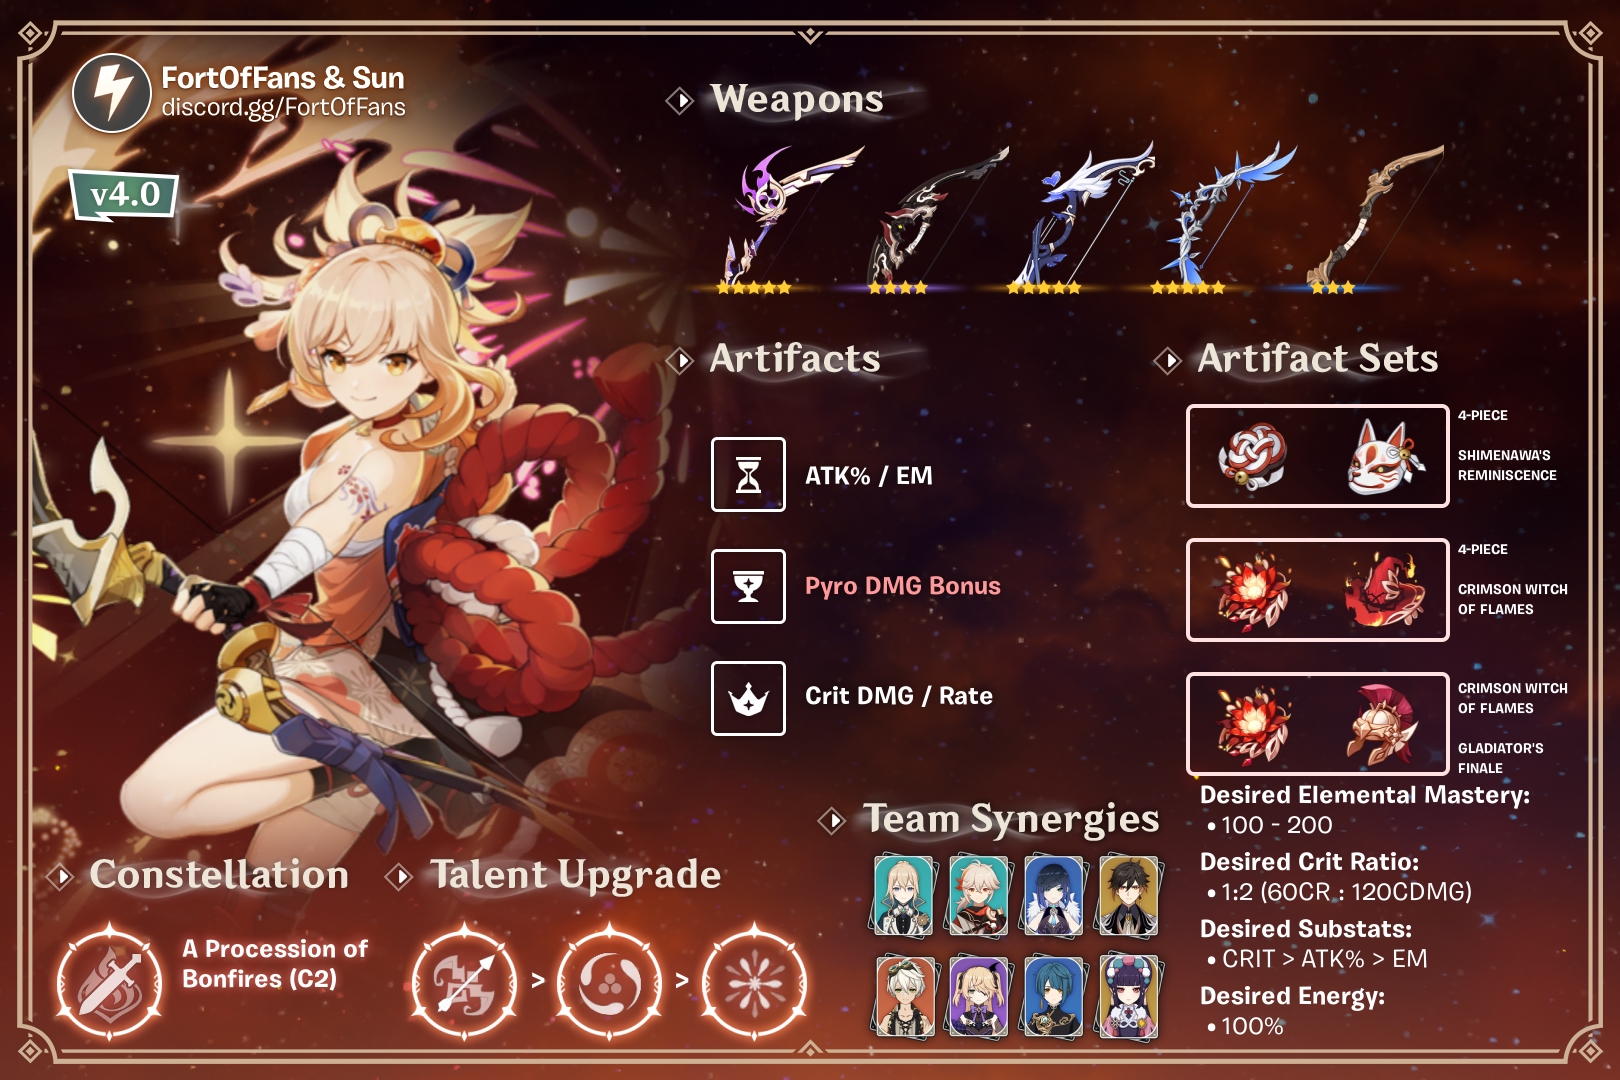 FortOfFans & Sun
discord.gg/FortOfFans
v4.0
Weapons
Artifacts
ATK% / EM
Pyro DMG Bonus
Crit DMG / Rate
Artifact Sets
4-PIECE
SHIMENAWA'S
REMINISCENCE
4-PIECE
CRIMSON WITCH
OF FLAMES
CRIMSON WITCH
OF FLAMES
GLADIATOR'S
FINALE
Constellation
A Procession of
Bonfires (C2)
Talent Upgrade
> >
Team Synergies
Desired Elemental Mastery:
• 100 - 200
Desired Crit Ratio:
• 1:2 (60CR : 120CDMG)
Desired Substats:
• CRIT > ATK% > EM
Desired Energy:
• 100%